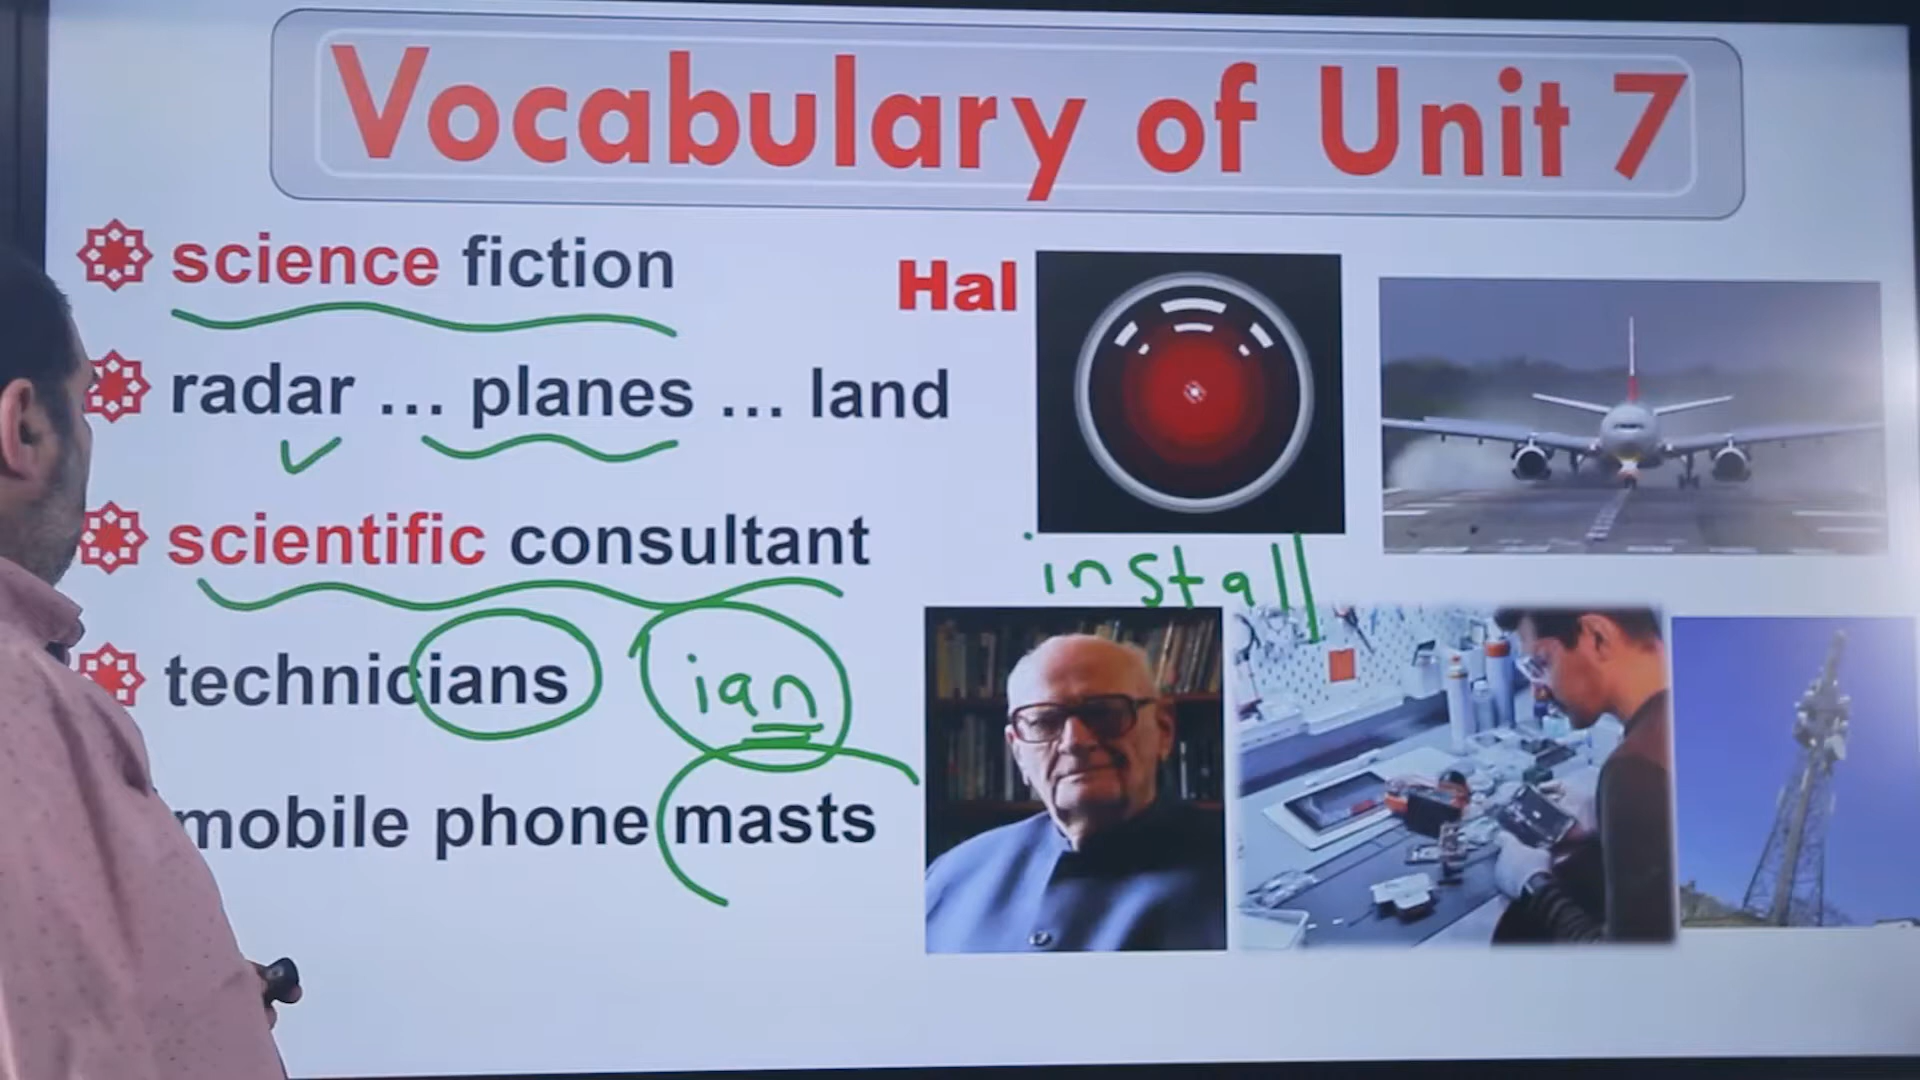 Vocabulary of Unit 7
science fiction
Hal
radar ... planes ... land
scientific consultant
install
technicians
ian
mobile phone masts